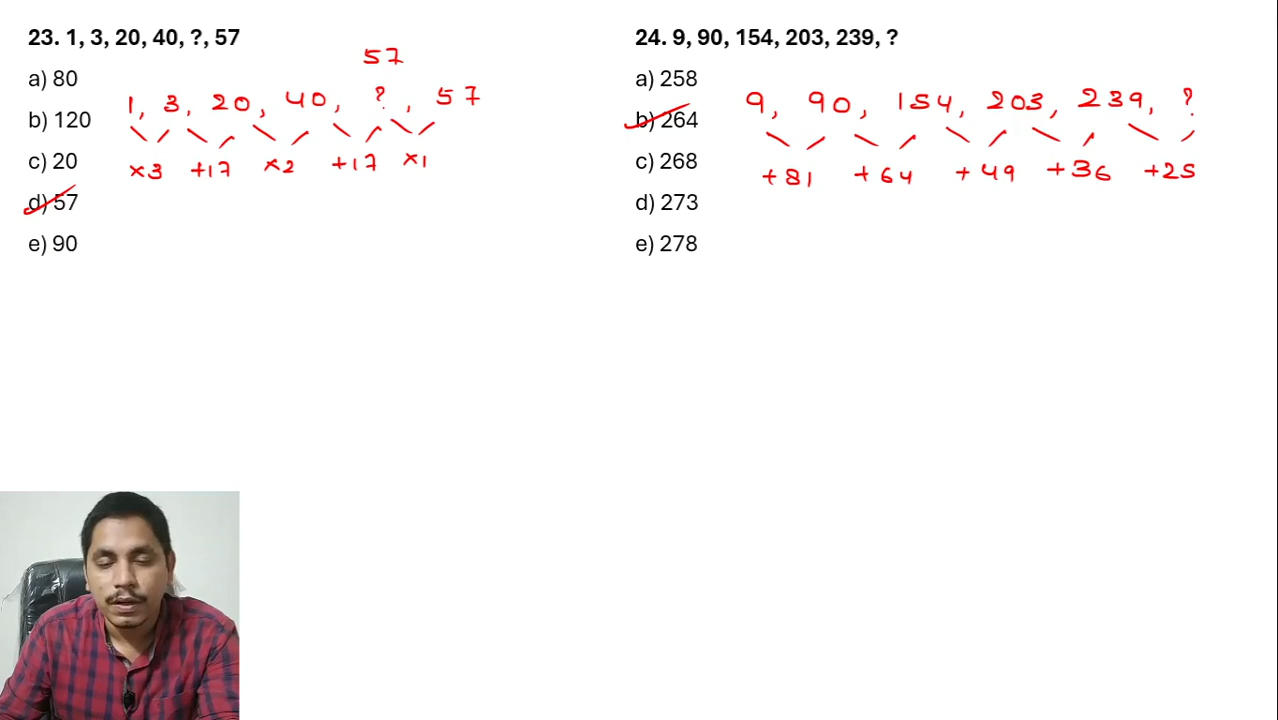 23. 1, 3, 20, 40, ?, 57
a) 80
b) 120
c) 20
d) 57
e) 90
57
1, 3, 20, 40, ?, 57
×3 +17 ×2 +17 ×1
24. 9, 90, 154, 203, 239, ?
a) 258
b) 264
c) 268
d) 273
e) 278
9, 90, 154, 203, 239, ?
+81 +64 +49 +36 +25